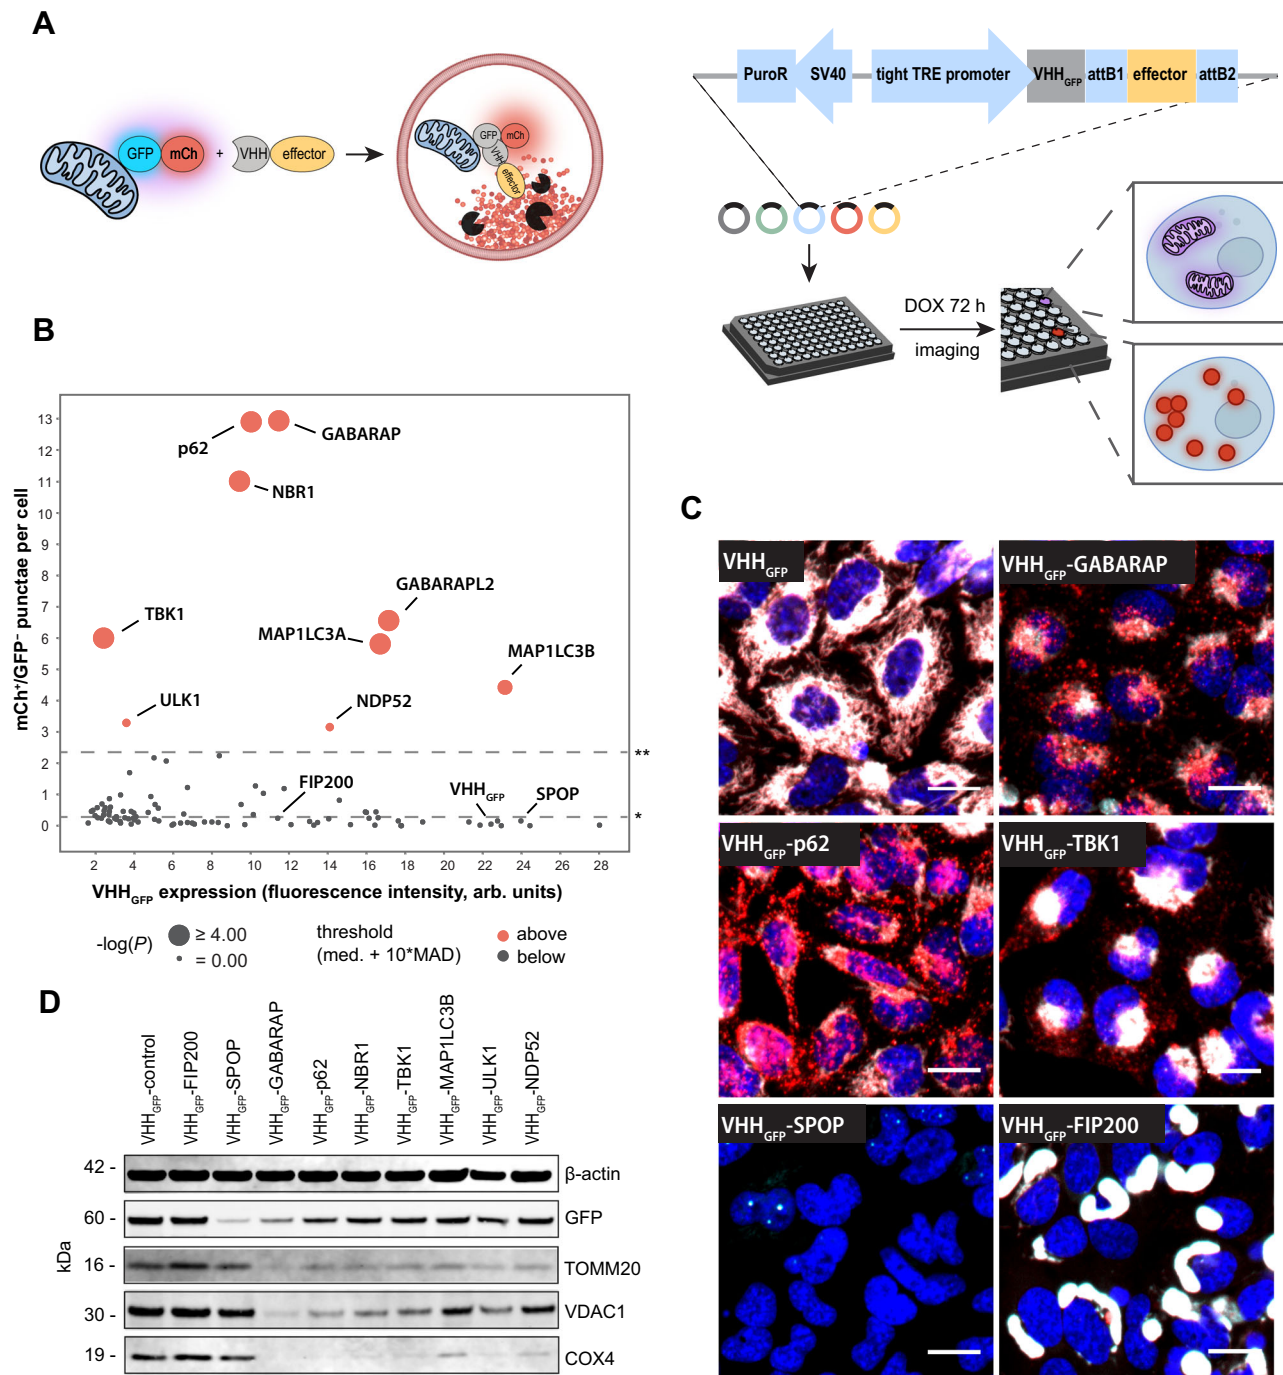 A
GFP
mCh
+
VHH
effector
GFP
mCh
VHH
effector
PuroR
SV40
tight TRE promoter
VHHGFP
attB1
effector
attB2
DOX 72 h
imaging
B
mCh+/GFP- punctae per cell
13
12
11
10
9
8
7
6
5
4
3
2
1
0
p62
GABARAP
NBR1
TBK1
GABARAPL2
MAP1LC3A
MAP1LC3B
ULK1
NDP52
FIP200
VHHGFP
SPOP
**
*
2 4 6 8 10 12 14 16 18 20 22 24 26 28
VHHGFP expression (fluorescence intensity, arb. units)
-log(P)
≥ 4.00
= 0.00
threshold
(med. + 10*MAD)
above
below
C
VHHGFP
VHHGFP-GABARAP
VHHGFP-p62
VHHGFP-TBK1
VHHGFP-SPOP
VHHGFP-FIP200
D
VHHGFP-control
VHHGFP-FIP200
VHHGFP-SPOP
VHHGFP-GABARAP
VHHGFP-p62
VHHGFP-NBR1
VHHGFP-TBK1
VHHGFP-MAP1LC3B
VHHGFP-ULK1
VHHGFP-NDP52
kDa
42 - β-actin
60 - GFP
16 - TOMM20
30 - VDAC1
19 - COX4